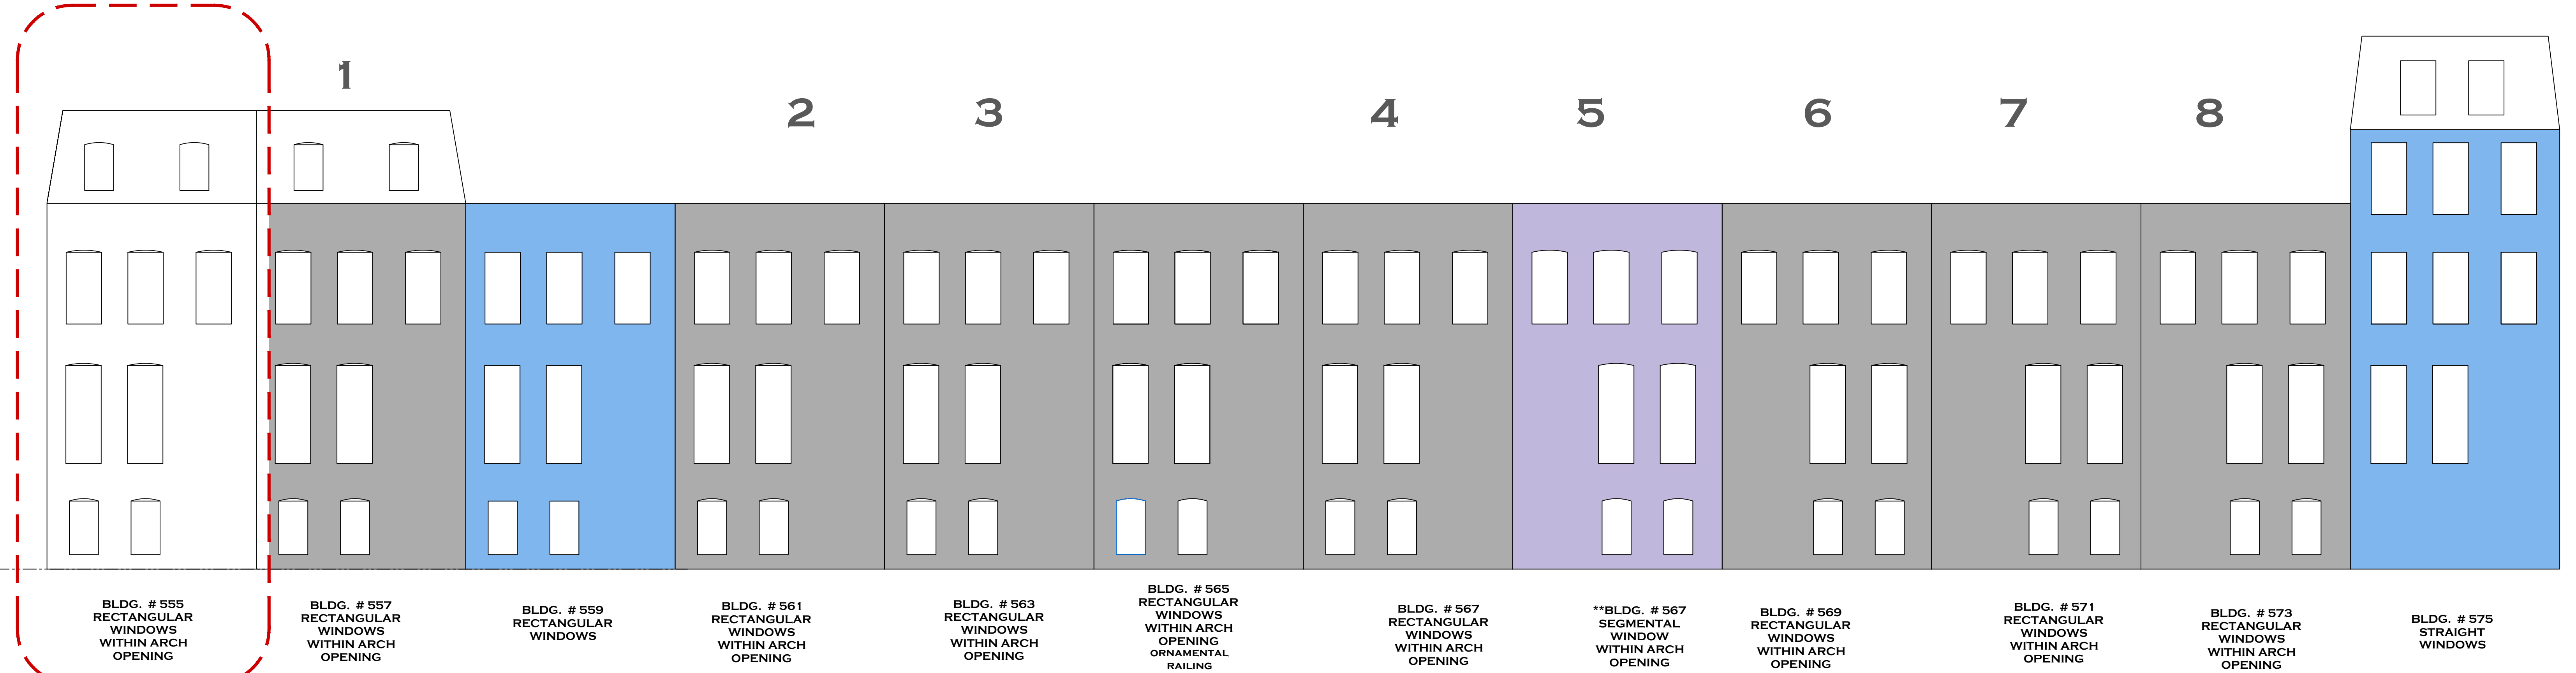 1
2
3
4
5
6
7
8
BLDG. # 555
RECTANGULAR
WINDOWS
WITHIN ARCH
OPENING
BLDG. # 557
RECTANGULAR
WINDOWS
WITHIN ARCH
OPENING
BLDG. # 559
RECTANGULAR
WINDOWS
BLDG. # 561
RECTANGULAR
WINDOWS
WITHIN ARCH
OPENING
BLDG. # 563
RECTANGULAR
WINDOWS
WITHIN ARCH
OPENING
BLDG. # 565
RECTANGULAR
WINDOWS
WITHIN ARCH
OPENING
ORNAMENTAL
RAILING
BLDG. # 567
RECTANGULAR
WINDOWS
WITHIN ARCH
OPENING
**BLDG. # 567
SEGMENTAL
WINDOW
WITHIN ARCH
OPENING
BLDG. # 569
RECTANGULAR
WINDOWS
WITHIN ARCH
OPENING
BLDG. # 571
RECTANGULAR
WINDOWS
WITHIN ARCH
OPENING
BLDG. # 573
RECTANGULAR
WINDOWS
WITHIN ARCH
OPENING
BLDG. # 575
STRAIGHT
WINDOWS